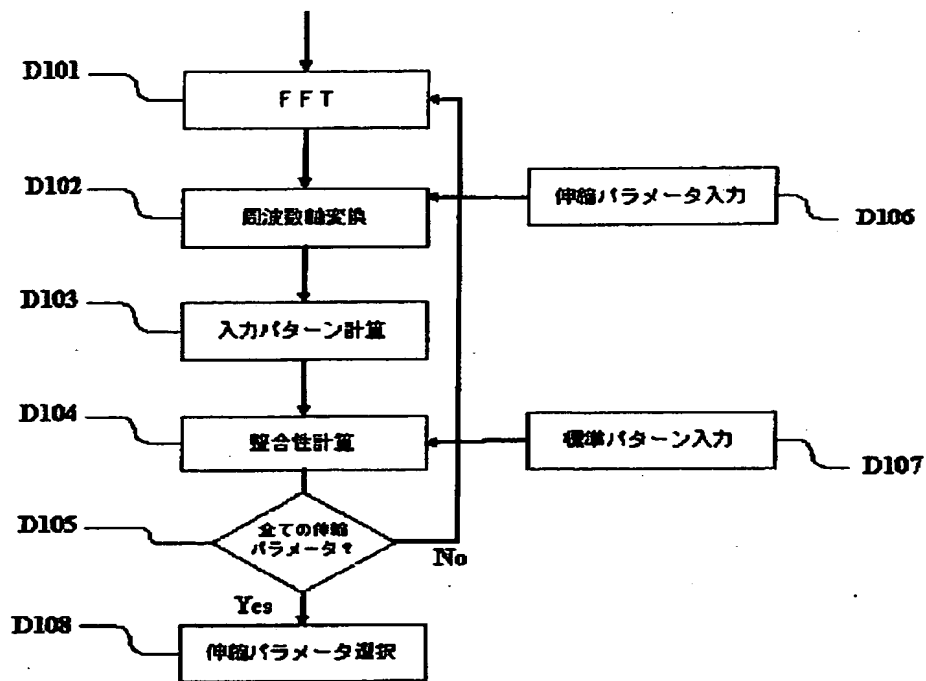 D101
FFT
D102
周波数軸変換
伸縮パラメータ入力
D106
D103
入力パターン計算
D104
整合性計算
標準パターン入力
D107
D105
全ての伸縮
パラメータ?
No
Yes
D108
伸縮パラメータ選択